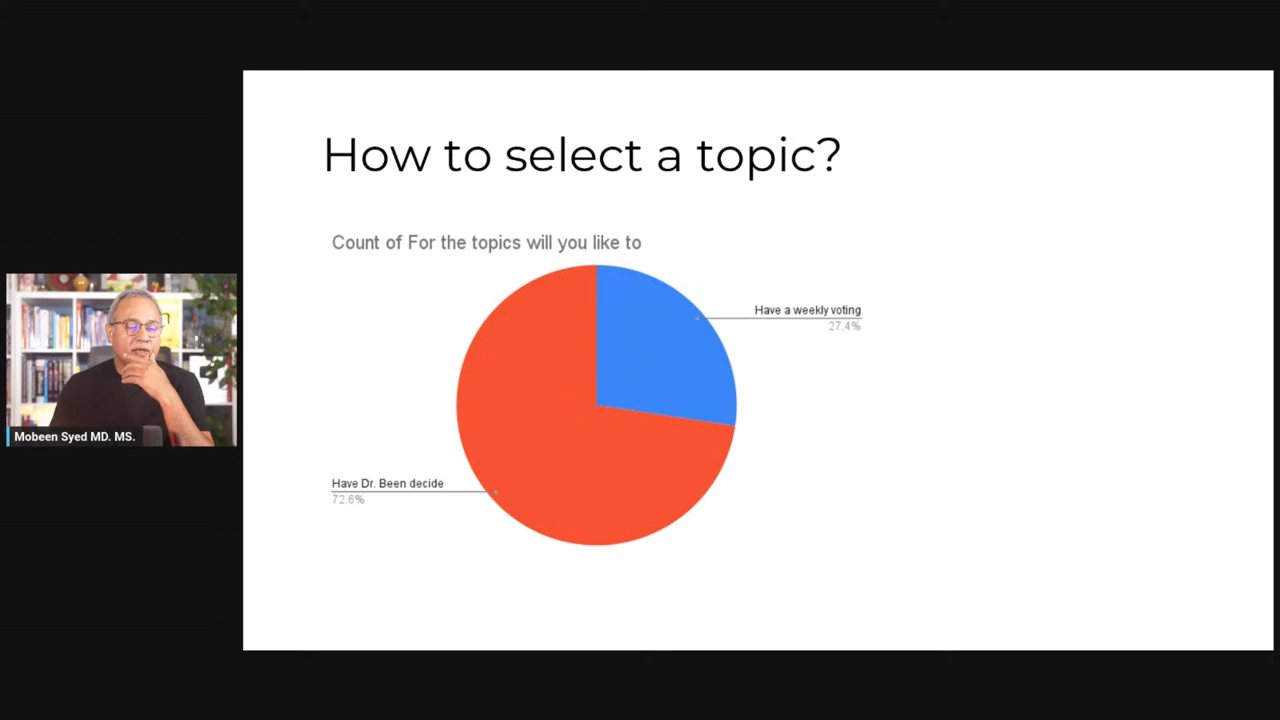 How to select a topic?
Count of For the topics will you like to
Have a weekly voting
27.4%
Have Dr. Been decide
72.6%
Mobeen Syed MD. MS.